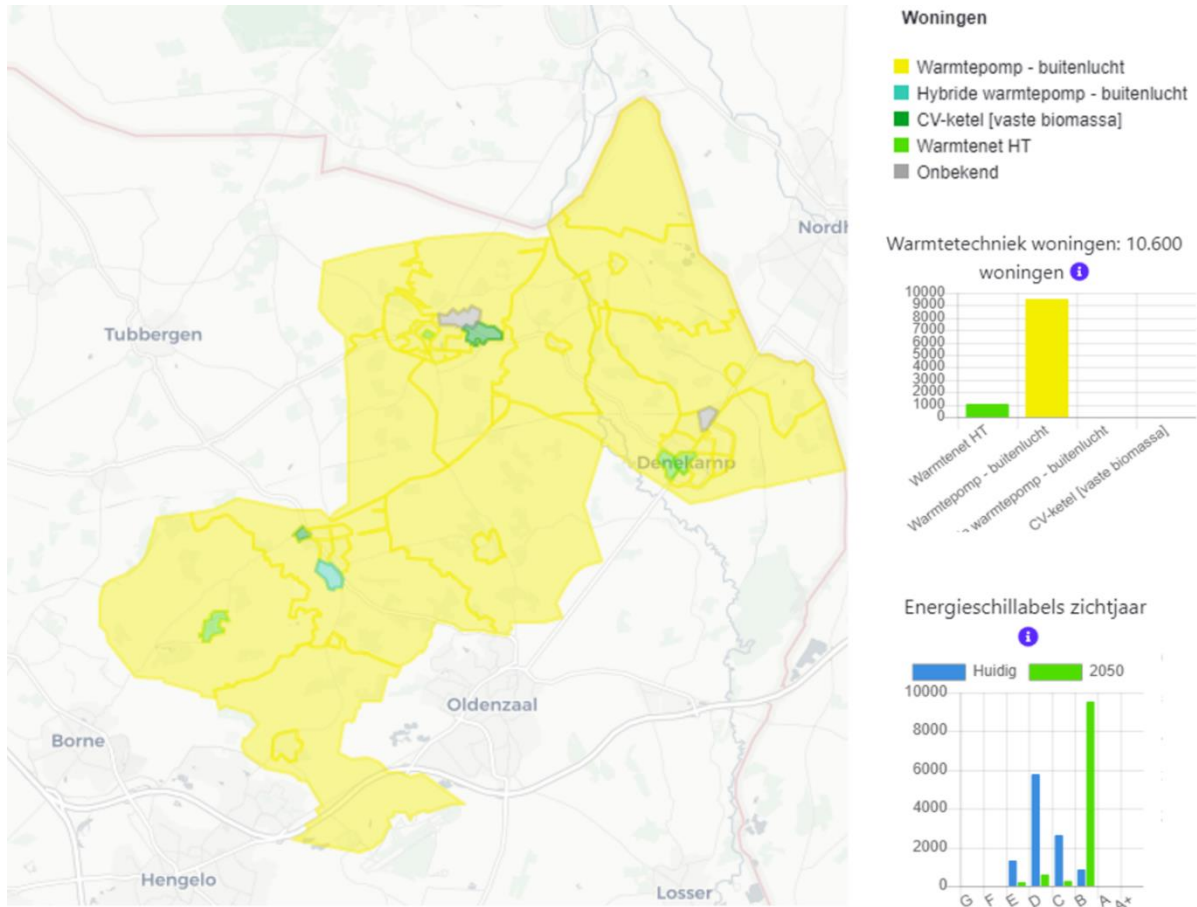 Woningen
Warmtepomp - buitenlucht
Hybride warmtepomp - buitenlucht
CV-ketel [vaste biomassa]
Warmtenet HT
Onbekend
Nordh
Tubbergen
Denekamp
Oldenzaal
Borne
Hengelo
Losser
Warmtetechniek woningen: 10.600
woningen i
10000
9000
8000
7000
6000
5000
4000
3000
2000
1000
0
Warmtenet HT
Warmtepomp - buitenlucht
warmtepomp - buitenlucht
CV-ketel [vaste biomassa]
Energieschillabels zichtjaar
i
Huidig 2050
10000
8000
6000
4000
2000
0
G F E D C B A A+